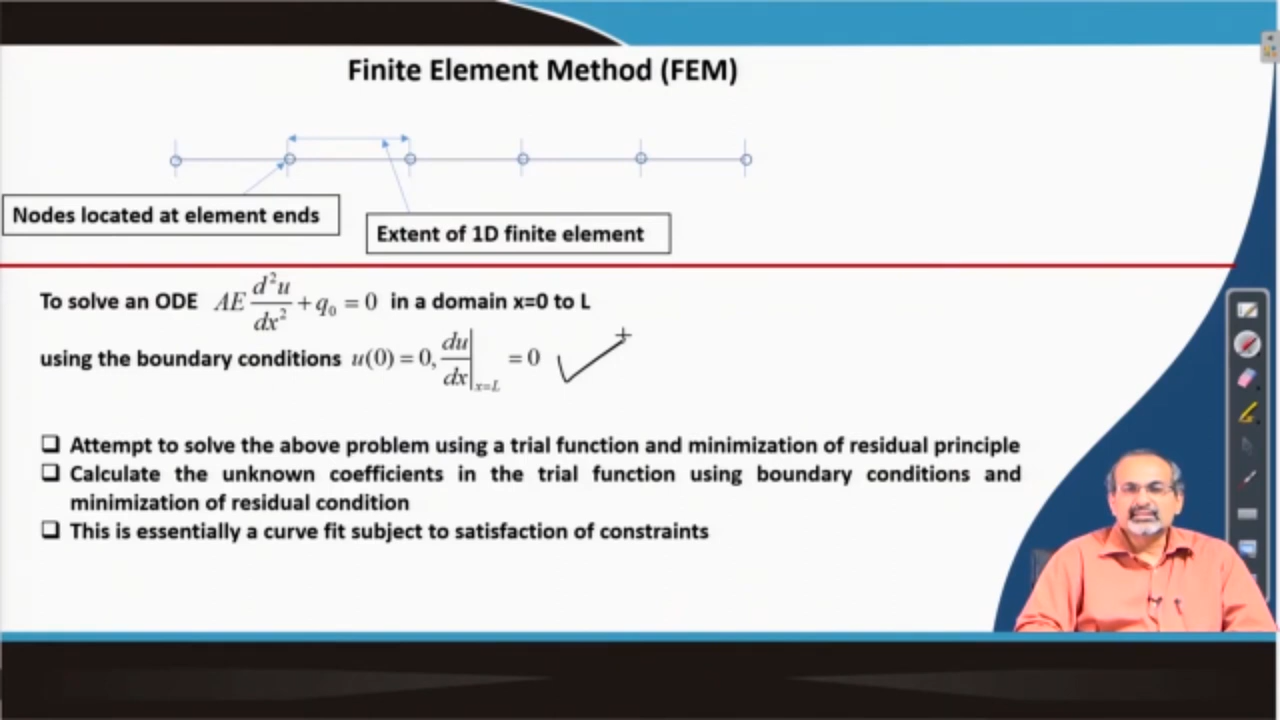 Finite Element Method (FEM)
Nodes located at element ends
Extent of 1D finite element
To solve an ODE AE d²u/dx² + q₀ = 0 in a domain x=0 to L
using the boundary conditions u(0) = 0, du/dx|ₓ₌L = 0
❑ Attempt to solve the above problem using a trial function and minimization of residual principle
❑ Calculate the unknown coefficients in the trial function using boundary conditions and
minimization of residual condition
❑ This is essentially a curve fit subject to satisfaction of constraints